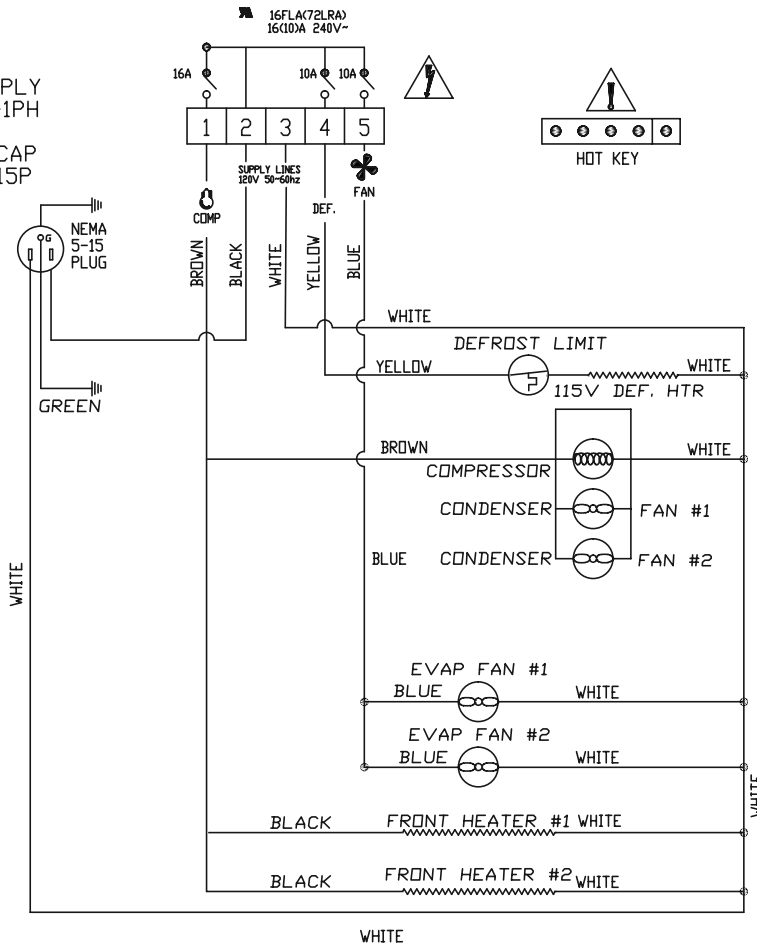 16FLA(72LRA)
16(10)A 240V~
16A
10A
10A
PLY
1PH
CAP
15P
1
2
3
4
5
HOT KEY
SUPPLY LINES
120V 50~60hz
COMP
DEF.
FAN
NEMA
5-15
PLUG
G
BROWN
BLACK
WHITE
YELLOW
BLUE
GREEN
WHITE
DEFROST LIMIT
YELLOW
WHITE
115V DEF. HTR
BROWN
WHITE
COMPRESSOR
CONDENSER
FAN #1
BLUE
CONDENSER
FAN #2
WHITE
EVAP FAN #1
BLUE
WHITE
EVAP FAN #2
BLUE
WHITE
WHITE
BLACK
FRONT HEATER #1
WHITE
BLACK
FRONT HEATER #2
WHITE
WHITE